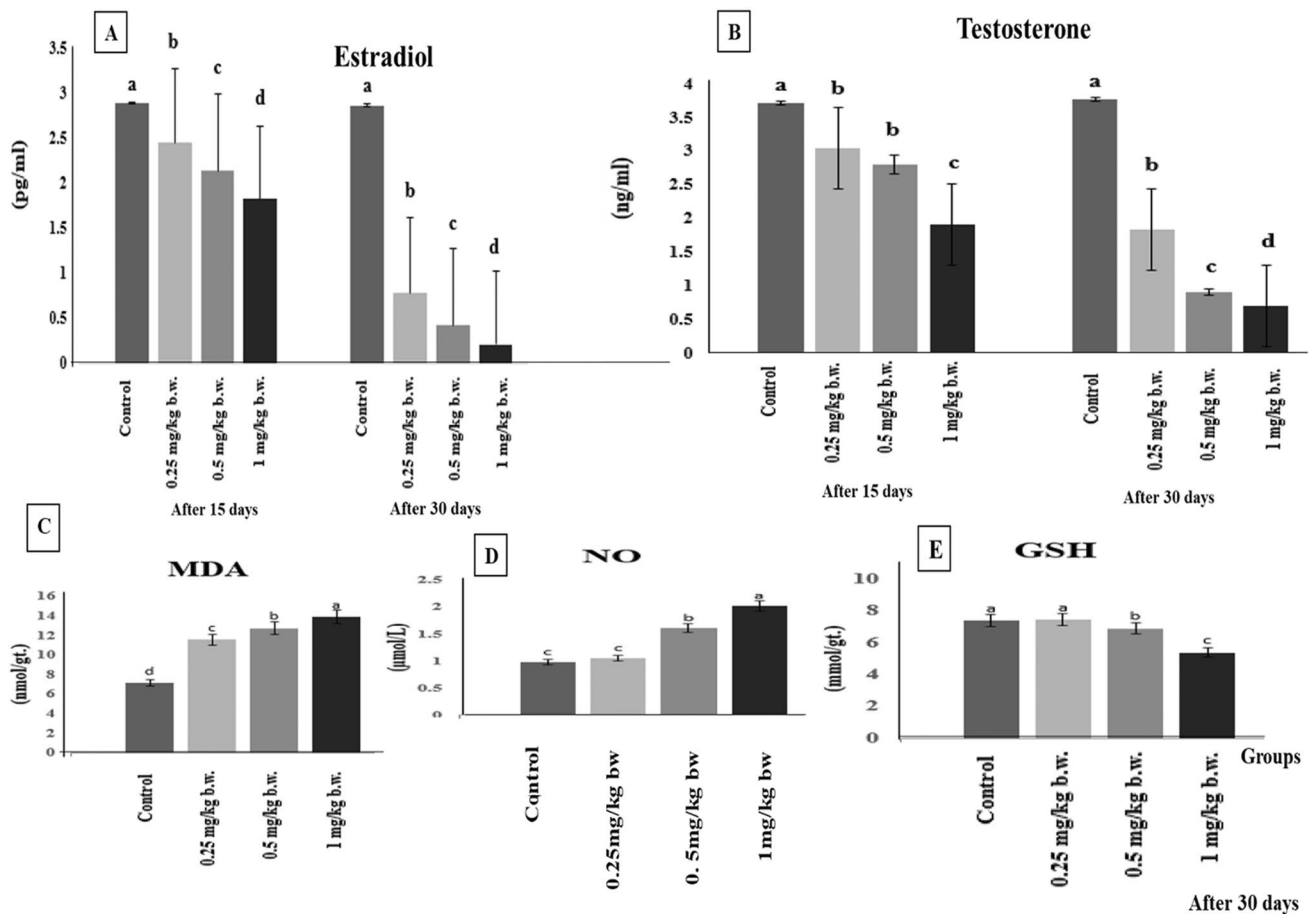 A
Estradiol
(pg/ml)
3.5
3
2.5
2
1.5
1
0.5
0
a
b
c
d
a
b
c
d
Control
0.25 mg/kg b.w.
0.5 mg/kg b.w.
1 mg/kg b.w.
Control
0.25 mg/kg b.w.
0.5 mg/kg b.w.
1 mg/kg b.w.
After 15 days
After 30 days
B
Testosterone
(ng/ml)
4
3.5
3
2.5
2
1.5
1
0.5
0
a
b
b
c
a
b
c
d
Control
0.25 mg/kg b.w.
0.5 mg/kg b.w.
1 mg/kg b.w.
Control
0.25 mg/kg b.w.
0.5 mg/kg b.w.
1 mg/kg b.w.
After 15 days
After 30 days
C
MDA
(nmol/gt.)
16
14
12
10
8
6
4
2
0
d
c
b
a
Control
0.25 mg/kg b.w.
0.5 mg/kg b.w.
1 mg/kg b.w.
D
NO
(µmol/L)
2.5
2
1.5
1
0.5
0
c
c
b
a
Control
0.25mg/kg bw
0. 5mg/kg bw
1mg/kg bw
E
GSH
(mmol/gt.)
10
8
6
4
2
0
a
a
b
c
Control
0.25 mg/kg b.w.
0.5 mg/kg b.w.
1 mg/kg b.w.
Groups
After 30 days